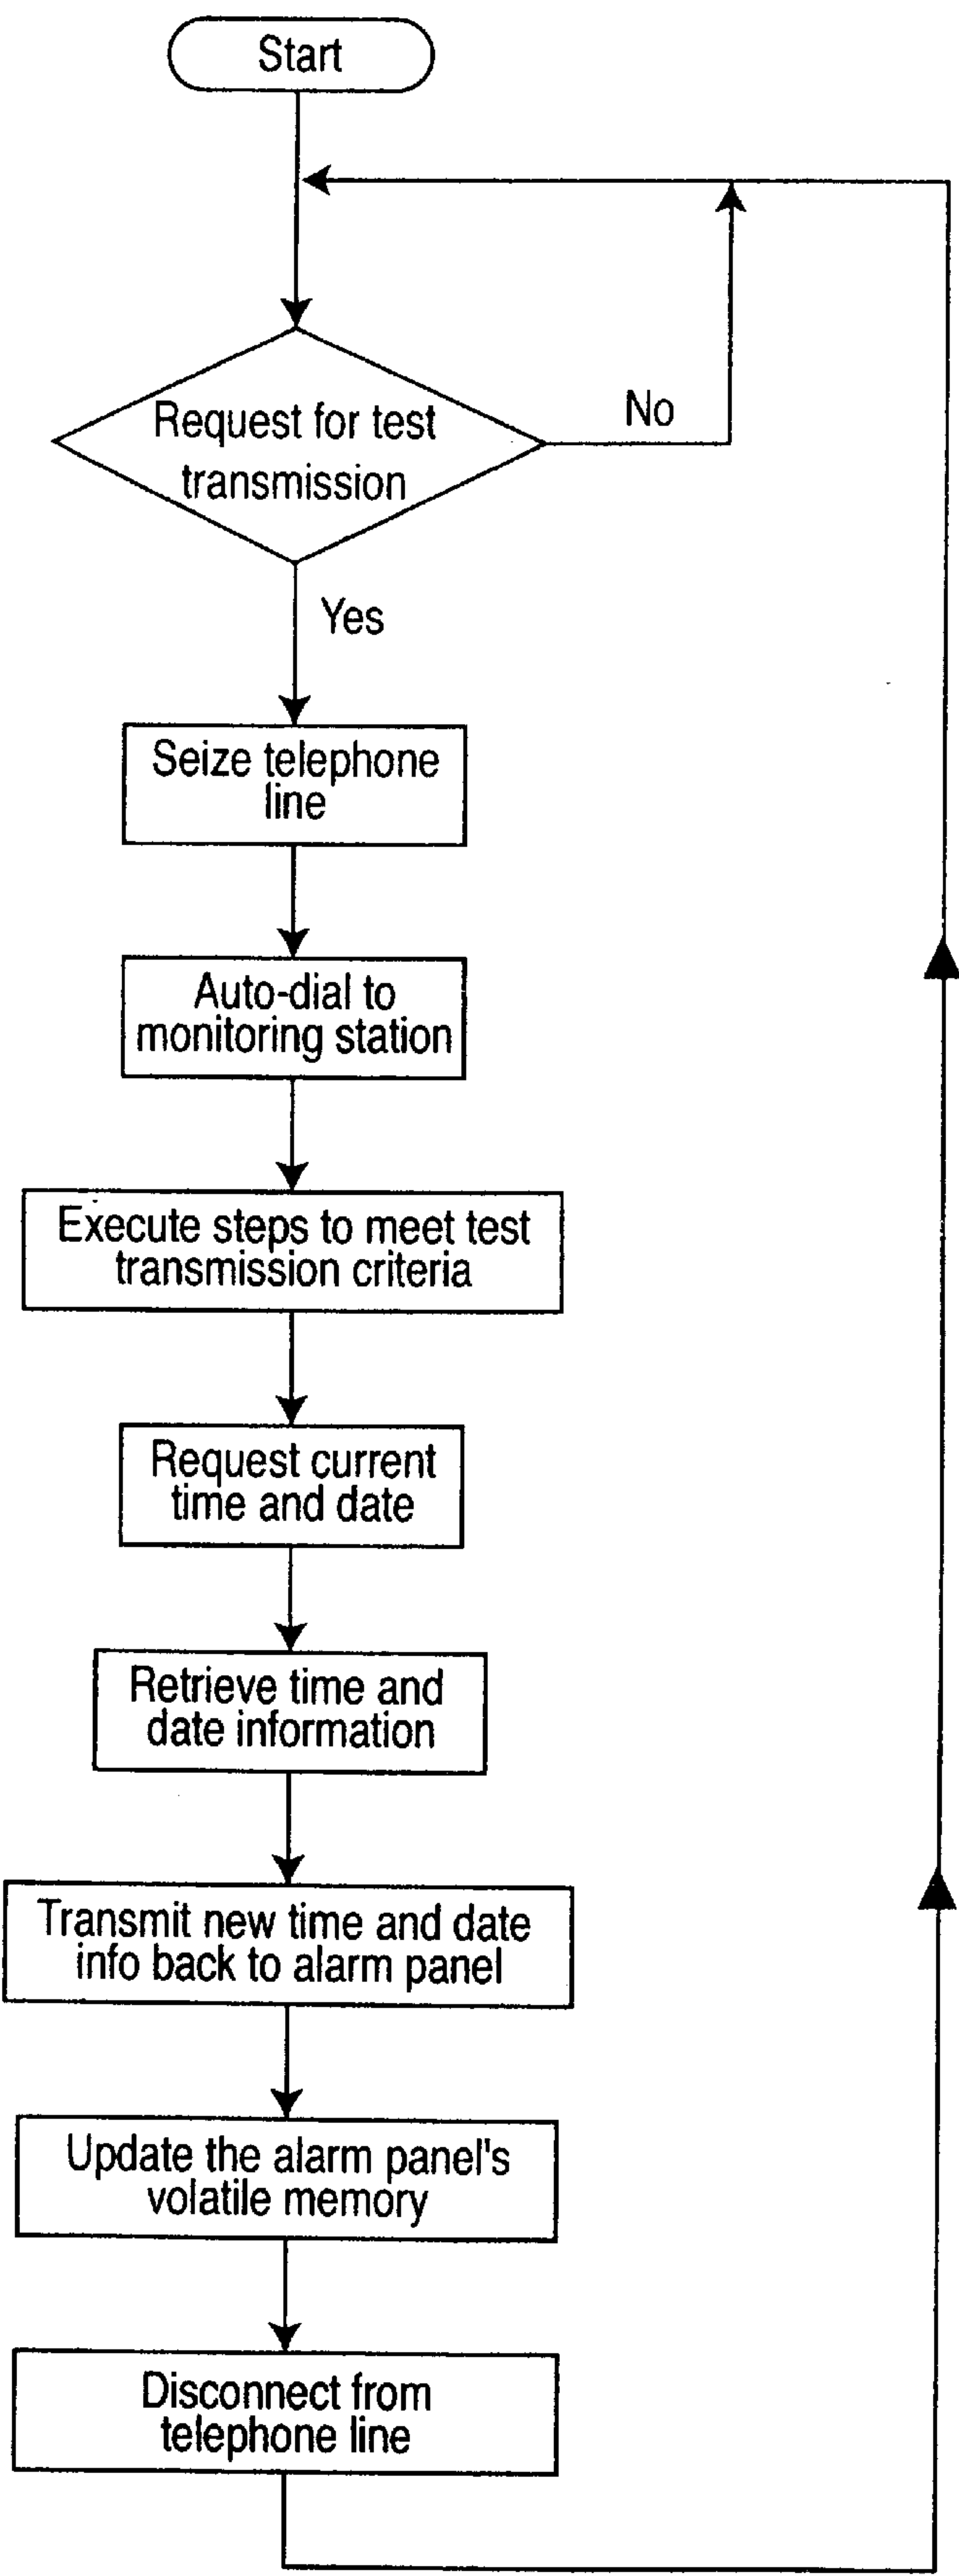 Start
Request for test
transmission
No
Yes
Seize telephone
line
Auto-dial to
monitoring station
Execute steps to meet test
transmission criteria
Request current
time and date
Retrieve time and
date information
Transmit new time and date
info back to alarm panel
Update the alarm panel's
volatile memory
Disconnect from
telephone line